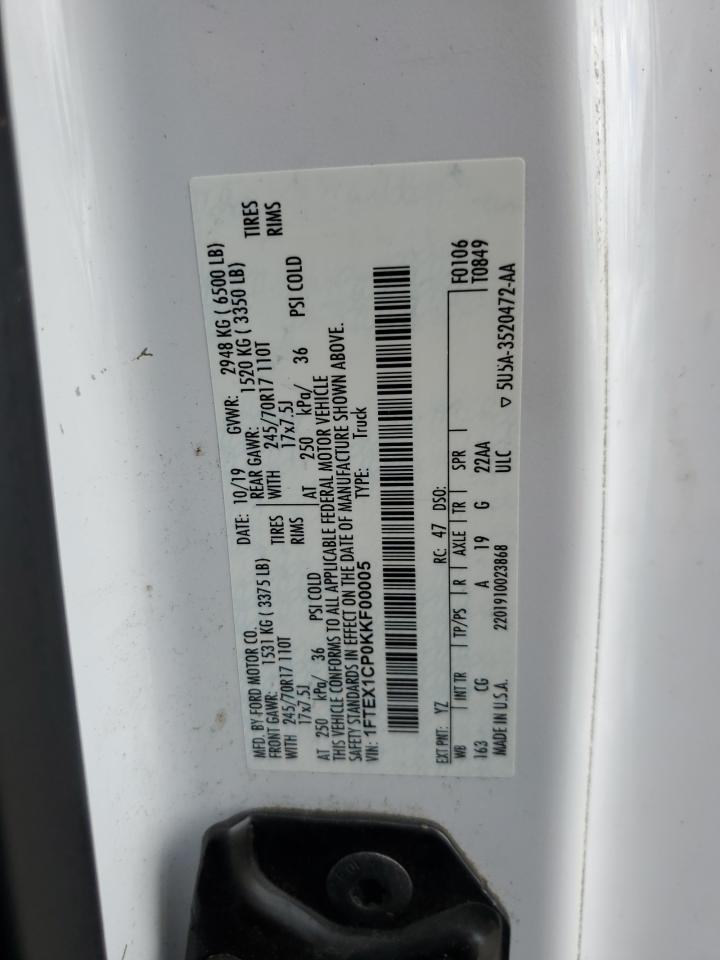 MFD. BY FORD MOTOR CO.
DATE: 10/19 GVWR: 2948 KG ( 6500 LB)
FRONT GAWR: 1531 KG ( 3375 LB) REAR GAWR: 1520 KG ( 3350 LB)
WITH 245/70R17 110T TIRES WITH 245/70R17 110T TIRES
17x7.5J RIMS 17x7.5J RIMS
AT 250 kPa/ 36 PSI COLD AT 250 kPa/ 36 PSI COLD
THIS VEHICLE CONFORMS TO ALL APPLICABLE FEDERAL MOTOR VEHICLE
SAFETY STANDARDS IN EFFECT ON THE DATE OF MANUFACTURE SHOWN ABOVE.
VIN: 1FTEX1CP0KKF00005 TYPE: Truck
EXT PNT: YZ RC: 47 DSO: F0106
WB INT TR TP/PS R AXLE TR SPR T0849
163 CG A 19 G 22AA
MADE IN U.S.A. 2201910023868 ULC ▽ 5U5A-3520472-AA